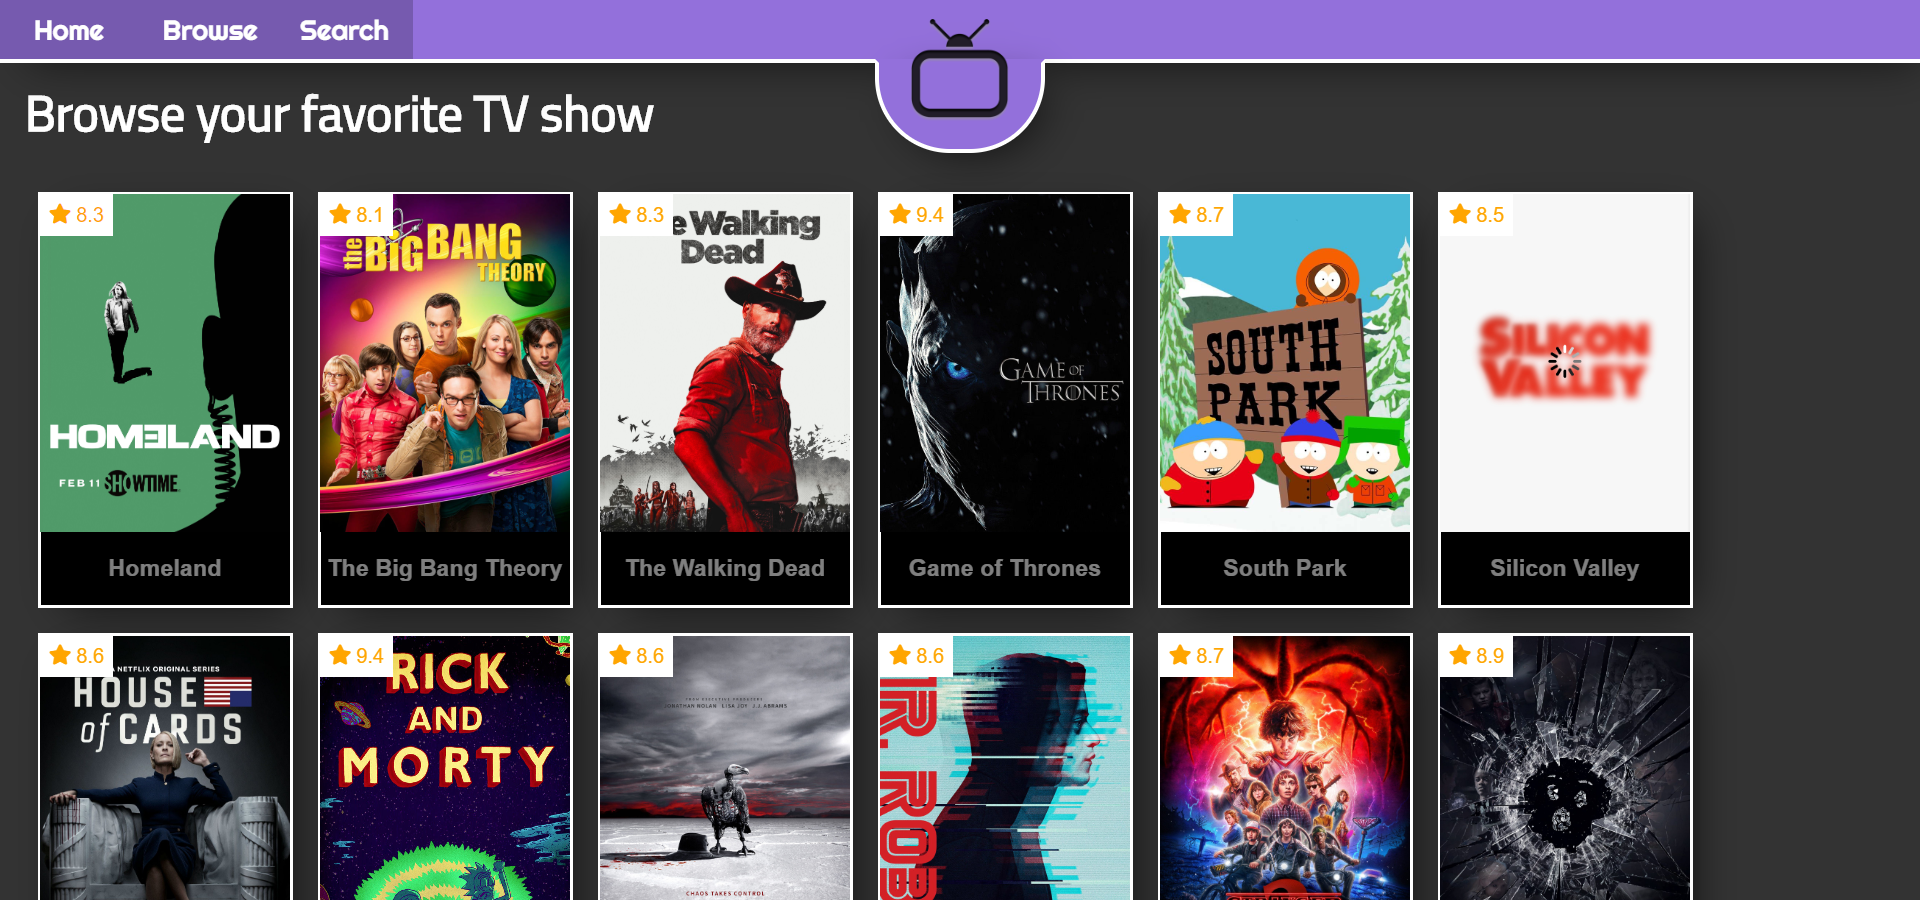 Home Browse Search
Browse your favorite TV show
8.3
HOMELAND
FEB 11 SHOWTIME
Homeland
8.1
the BiG BANG
THEORY
The Big Bang Theory
8.3
e Walking
Dead
The Walking Dead
9.4
GAME OF
THRONES
Game of Thrones
8.7
SOUTH
PARK
South Park
8.5
SILICON
VALLEY
Silicon Valley
8.6
A NETFLIX ORIGINAL SERIES
HOUSE
of CARDS
9.4
RICK
AND
MORTY
8.6
JONATHAN NOLAN LISA JOY J.J. ABRAMS
CHAOS TAKES CONTROL
8.6
MR. ROB
8.7
8.9